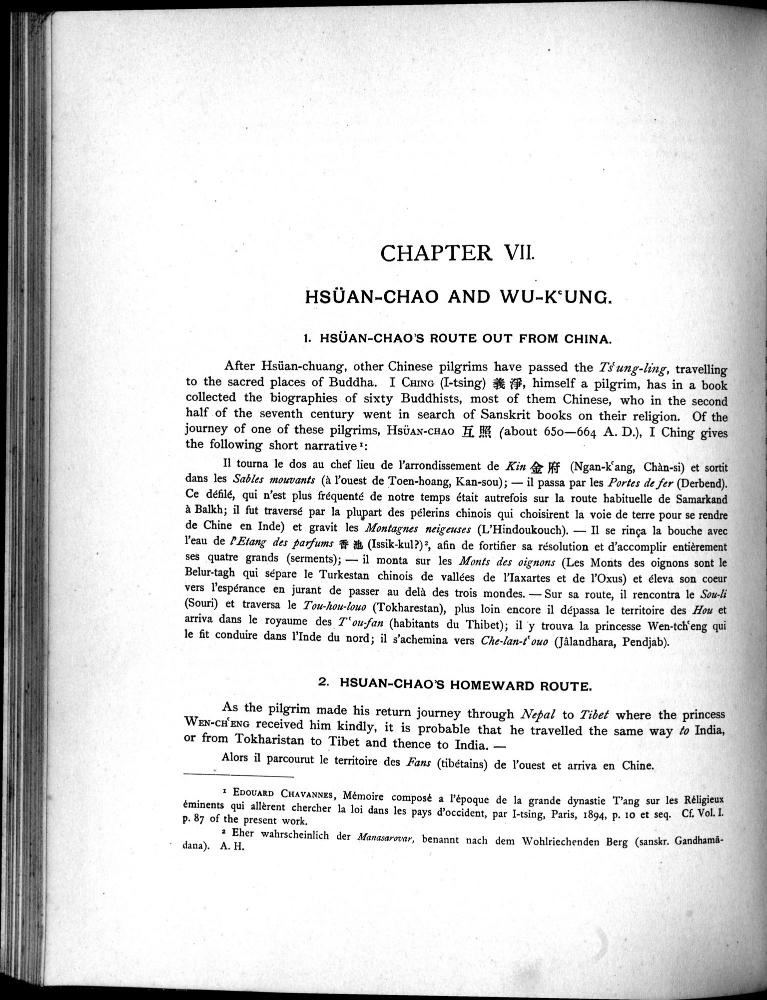 CHAPTER VII.
HSÜAN-CHAO AND WU-KʿUNG.
1. HSÜAN-CHAO'S ROUTE OUT FROM CHINA.
After Hsüan-chuang, other Chinese pilgrims have passed the Tsʿung-ling, travelling
to the sacred places of Buddha. I CHING (I-tsing) 義淨, himself a pilgrim, has in a book
collected the biographies of sixty Buddhists, most of them Chinese, who in the second
half of the seventh century went in search of Sanskrit books on their religion. Of the
journey of one of these pilgrims, HSÜAN-CHAO 互照 (about 650—664 A. D.), I Ching gives
the following short narrative¹:
Il tourna le dos au chef lieu de l'arrondissement de Kin 金府 (Ngan-kʿang, Chàn-si) et sortit
dans les Sables mouvants (à l'ouest de Toen-hoang, Kan-sou); — il passa par les Portes de fer (Derbend).
Ce défilé, qui n'est plus fréquenté de notre temps était autrefois sur la route habituelle de Samarkand
à Balkh; il fut traversé par la plupart des pélerins chinois qui choisirent la voie de terre pour se rendre
de Chine en Inde) et gravit les Montagnes neigeuses (L'Hindoukouch). — Il se rinça la bouche avec
l'eau de l'Etang des parfums 香池 (Issik-kul?)², afin de fortifier sa résolution et d'accomplir entièrement
ses quatre grands (serments); — il monta sur les Monts des oignons (Les Monts des oignons sont le
Belur-tagh qui sépare le Turkestan chinois de vallées de l'Iaxartes et de l'Oxus) et éleva son coeur
vers l'espérance en jurant de passer au delà des trois mondes. — Sur sa route, il rencontra le Sou-li
(Souri) et traversa le Tou-hou-louo (Tokharestan), plus loin encore il dépassa le territoire des Hou et
arriva dans le royaume des Tʿou-fan (habitants du Thibet); il y trouva la princesse Wen-tchʿeng qui
le fit conduire dans l'Inde du nord; il s'achemina vers Che-lan-tʿouo (Jâlandhara, Pendjab).
2. HSUAN-CHAO'S HOMEWARD ROUTE.
As the pilgrim made his return journey through Nepal to Tibet where the princess
WEN-CHʿENG received him kindly, it is probable that he travelled the same way to India,
or from Tokharistan to Tibet and thence to India. —
Alors il parcourut le territoire des Fans (tibétains) de l'ouest et arriva en Chine.
¹ EDOUARD CHAVANNES, Mémoire composé a l'époque de la grande dynastie T'ang sur les Réligieux
éminents qui allèrent chercher la loi dans les pays d'occident, par I-tsing, Paris, 1894, p. 10 et seq. Cf. Vol. I.
p. 87 of the present work.
² Eher wahrscheinlich der Manasarovar, benannt nach dem Wohlriechenden Berg (sanskr. Gandhamâ-
dana). A. H.